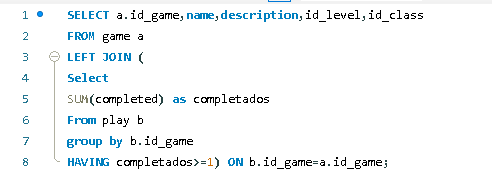 1 SELECT a.id_game,name,description,id_level,id_class
2 FROM game a
3 LEFT JOIN (
4 Select
5 SUM(completed) as completados
6 From play b
7 group by b.id_game
8 HAVING completados>=1) ON b.id_game=a.id_game;